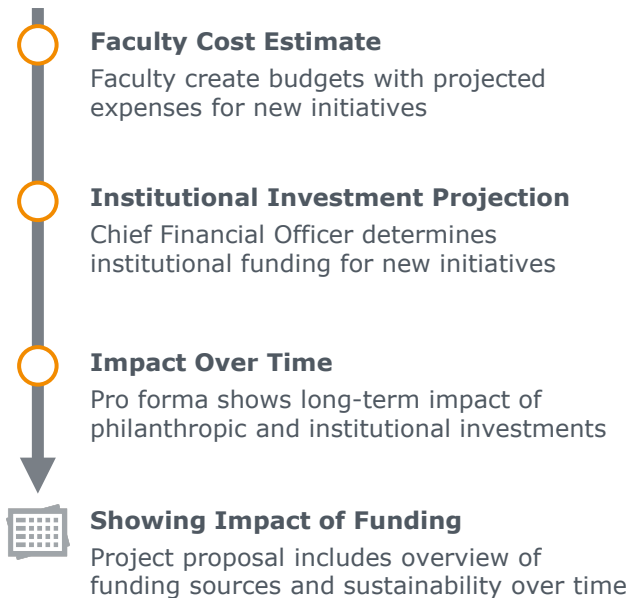 Faculty Cost Estimate
Faculty create budgets with projected
expenses for new initiatives
Institutional Investment Projection
Chief Financial Officer determines
institutional funding for new initiatives
Impact Over Time
Pro forma shows long-term impact of
philanthropic and institutional investments
Showing Impact of Funding
Project proposal includes overview of
funding sources and sustainability over time